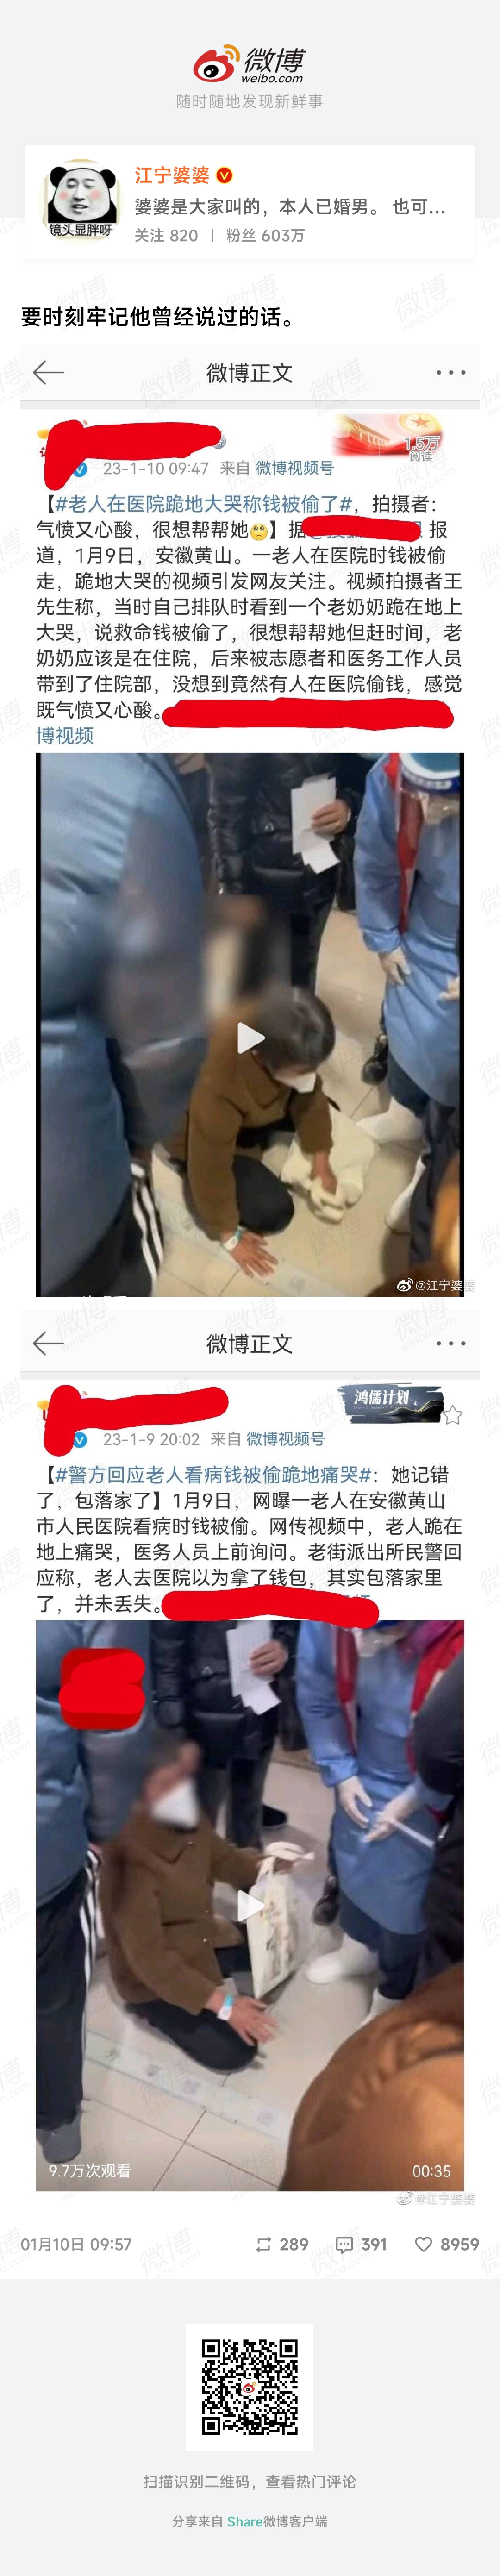 微博
weibo.com
随时随地发现新鲜事
江宁婆婆
婆婆是大家叫的，本人已婚男。 也可...
关注 820 | 粉丝 603万
镜头显胖呀
要时刻牢记他曾经说过的话。
微博正文
1.5万
阅读
23-1-10 09:47 来自 微博视频号
【#老人在医院跪地大哭称钱被偷了#，拍摄者：
气愤又心酸，很想帮帮她🥺】据 报
道，1月9日，安徽黄山。一老人在医院时钱被偷
走，跪地大哭的视频引发网友关注。视频拍摄者王
先生称，当时自己排队时看到一个老奶奶跪在地上
大哭，说救命钱被偷了，很想帮帮她但赶时间，老
奶奶应该是在住院，后来被志愿者和医务工作人员
带到了住院部，没想到竟然有人在医院偷钱，感觉
既气愤又心酸。
博视频
@江宁婆婆
微博正文
鸿儒计划
23-1-9 20:02 来自 微博视频号
【#警方回应老人看病钱被偷跪地痛哭#：她记错
了，包落家了】1月9日，网曝一老人在安徽黄山
市人民医院看病时钱被偷。网传视频中，老人跪在
地上痛哭，医务人员上前询问。老街派出所民警回
应称，老人去医院以为拿了钱包，其实包落家里
了，并未丢失。
9.7万次观看 00:35
@江宁婆婆
01月10日 09:57 289 391 8959
扫描识别二维码，查看热门评论
分享来自 Share微博客户端